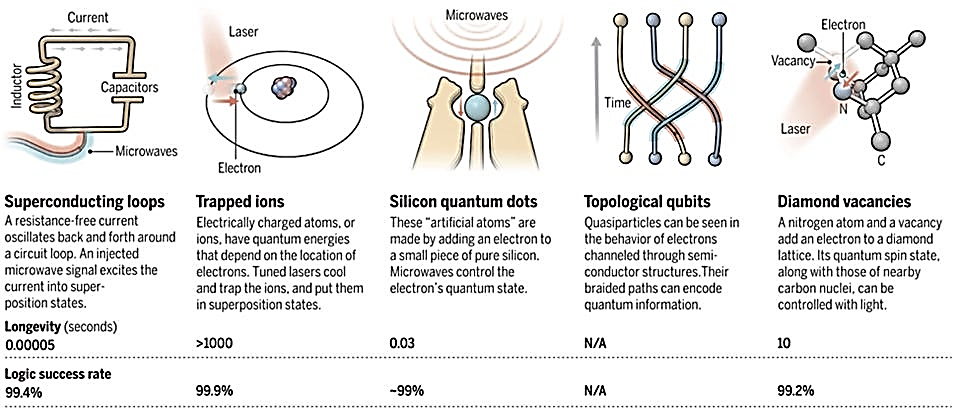 Current
Inductor
Capacitors
Microwaves
Laser
Electron
Microwaves
Time
Electron
Vacancy
Laser
N
C
Superconducting loops
A resistance-free current
oscillates back and forth around
a circuit loop. An injected
microwave signal excites the
current into super-
position states.
Trapped ions
Electrically charged atoms, or
ions, have quantum energies
that depend on the location of
electrons. Tuned lasers cool
and trap the ions, and put them
in superposition states.
Silicon quantum dots
These “artificial atoms” are
made by adding an electron to
a small piece of pure silicon.
Microwaves control the
electron’s quantum state.
Topological qubits
Quasiparticles can be seen in
the behavior of electrons
channeled through semi-
conductor structures.Their
braided paths can encode
quantum information.
Diamond vacancies
A nitrogen atom and a vacancy
add an electron to a diamond
lattice. Its quantum spin state,
along with those of nearby
carbon nuclei, can be
controlled with light.
Longevity (seconds)
0.00005 >1000 0.03 N/A 10
Logic success rate
99.4% 99.9% ~99% N/A 99.2%